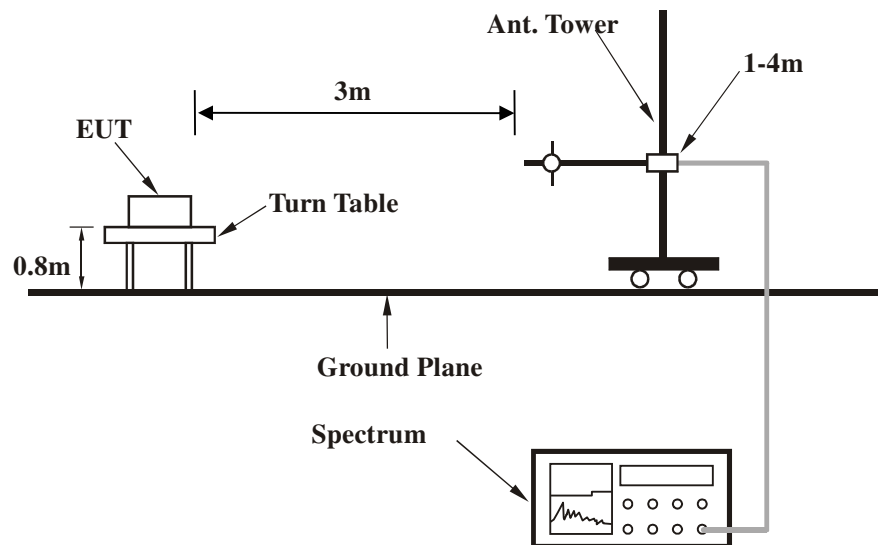 Ant. Tower
1-4m
3m
EUT
Turn Table
0.8m
Ground Plane
Spectrum